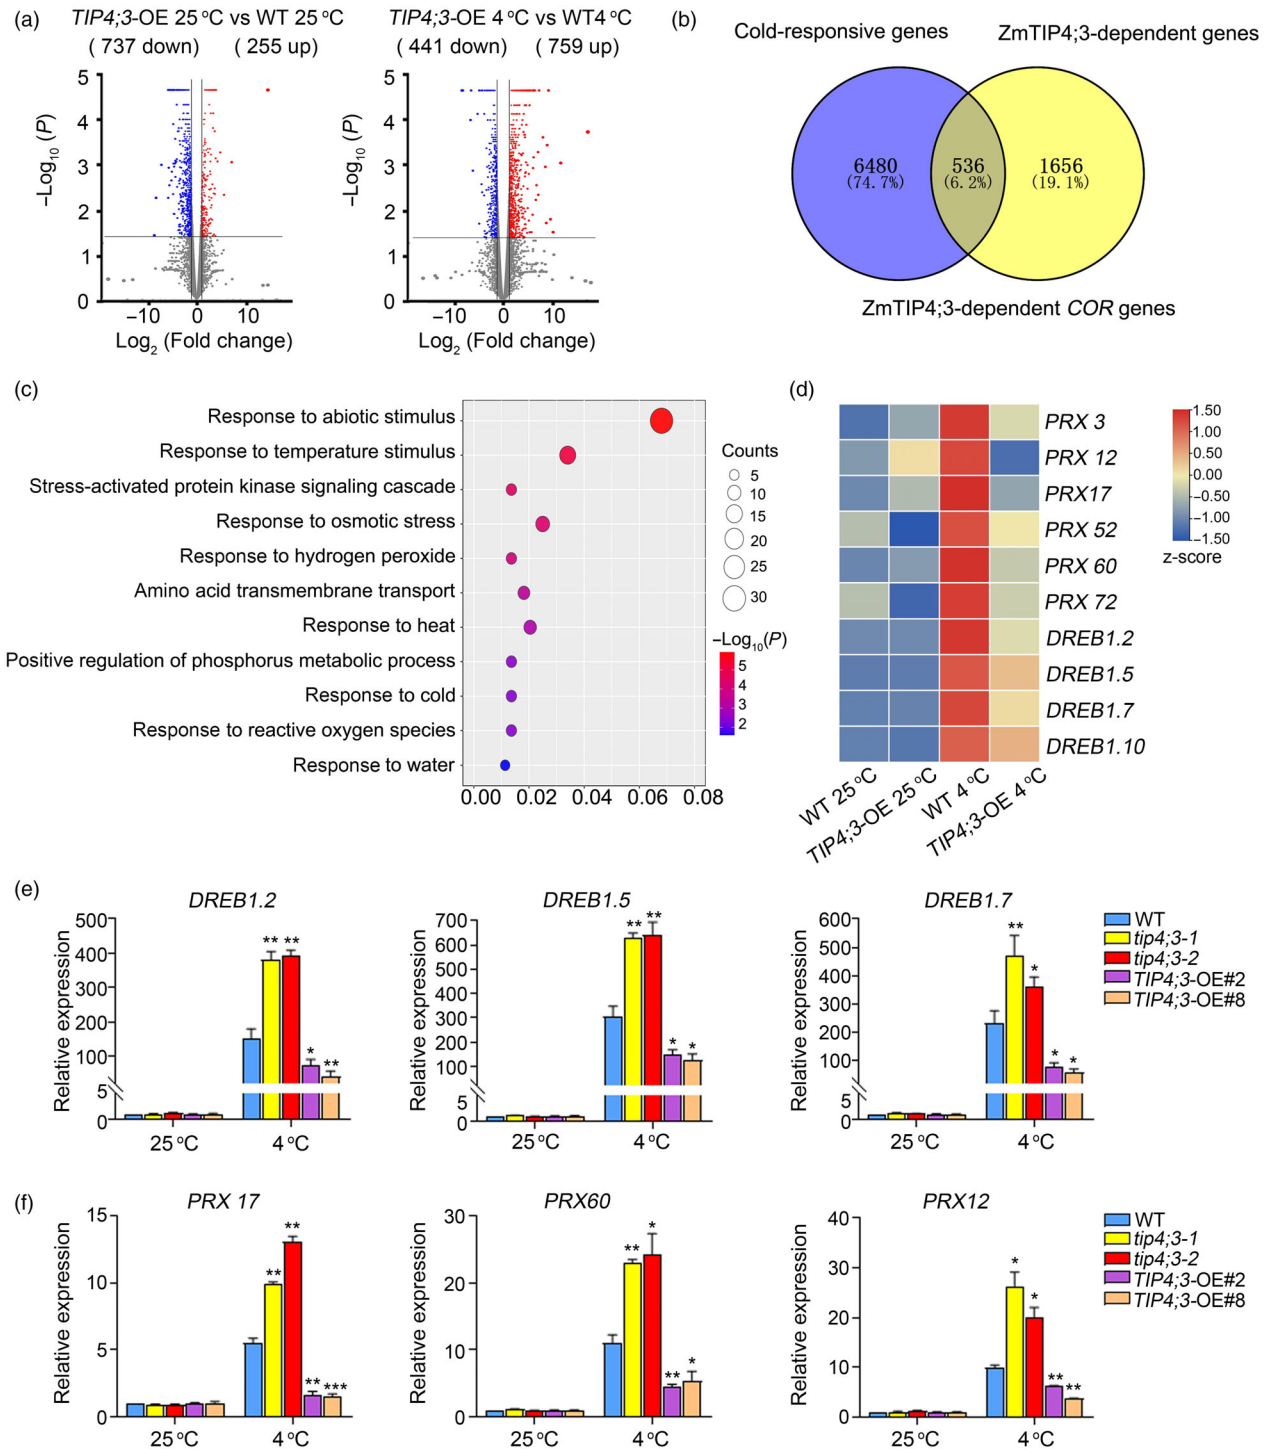 (a)
TIP4;3-OE 25 °C vs WT 25 °C
( 737 down) ( 255 up)
TIP4;3-OE 4 °C vs WT4 °C
( 441 down) ( 759 up)
−Log10 (P)
5
4
3
2
1
0
−10 0 10
Log2 (Fold change)
−Log10 (P)
5
4
3
2
1
0
−10 0 10
Log2 (Fold change)
(b)
Cold-responsive genes ZmTIP4;3-dependent genes
6480 536 1656
(74.7%) (6.2%) (19.1%)
ZmTIP4;3-dependent COR genes
(c)
Response to abiotic stimulus
Response to temperature stimulus
Stress-activated protein kinase signaling cascade
Response to osmotic stress
Response to hydrogen peroxide
Amino acid transmembrane transport
Response to heat
Positive regulation of phosphorus metabolic process
Response to cold
Response to reactive oxygen species
Response to water
0.00 0.02 0.04 0.06 0.08
Counts
5
10
15
20
25
30
−Log10(P)
5
4
3
2
(d)
PRX 3
PRX 12
PRX17
PRX 52
PRX 60
PRX 72
DREB1.2
DREB1.5
DREB1.7
DREB1.10
WT 25 °C
TIP4;3-OE 25 °C
WT 4 °C
TIP4;3-OE 4 °C
1.50
1.00
0.50
0.00
−0.50
−1.00
−1.50
z-score
(e)
DREB1.2
Relative expression
500
400
300
200
100
5
0
** ** * **
25 °C 4 °C
DREB1.5
Relative expression
700
600
500
400
300
200
100
5
0
** ** * *
25 °C 4 °C
DREB1.7
Relative expression
600
500
400
300
200
100
5
0
** * * *
25 °C 4 °C
WT
tip4;3-1
tip4;3-2
TIP4;3-OE#2
TIP4;3-OE#8
(f)
PRX 17
Relative expression
15
10
5
0
** ** ** ***
25 °C 4 °C
PRX60
Relative expression
30
20
10
0
** * ** *
25 °C 4 °C
PRX12
Relative expression
40
30
20
10
0
* * ** **
25 °C 4 °C
WT
tip4;3-1
tip4;3-2
TIP4;3-OE#2
TIP4;3-OE#8